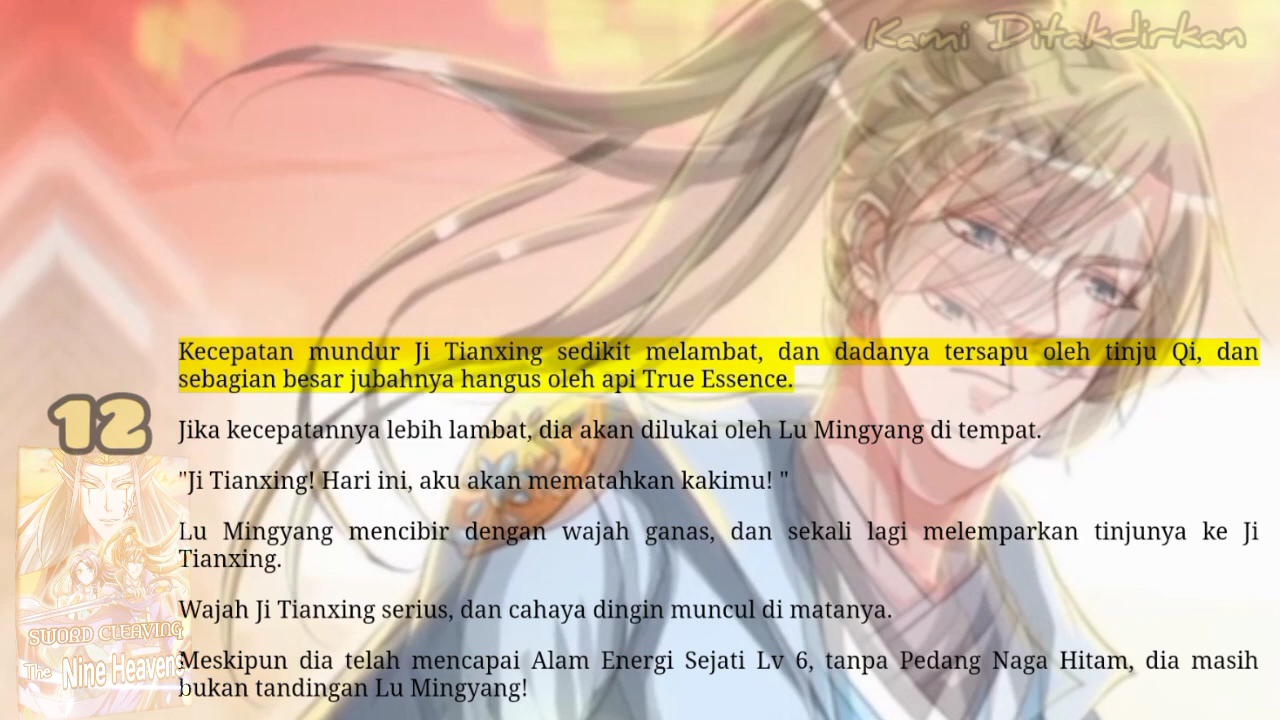 Kami Ditakdirkan
Kecepatan mundur Ji Tianxing sedikit melambat, dan dadanya tersapu oleh tinju Qi, dan
sebagian besar jubahnya hangus oleh api True Essence.
12
Jika kecepatannya lebih lambat, dia akan dilukai oleh Lu Mingyang di tempat.
"Ji Tianxing! Hari ini, aku akan mematahkan kakimu! "
Lu Mingyang mencibir dengan wajah ganas, dan sekali lagi melemparkan tinjunya ke Ji
Tianxing.
Wajah Ji Tianxing serius, dan cahaya dingin muncul di matanya.
SWORD CLEAVING
The Nine Heavens
Meskipun dia telah mencapai Alam Energi Sejati Lv 6, tanpa Pedang Naga Hitam, dia masih
bukan tandingan Lu Mingyang!